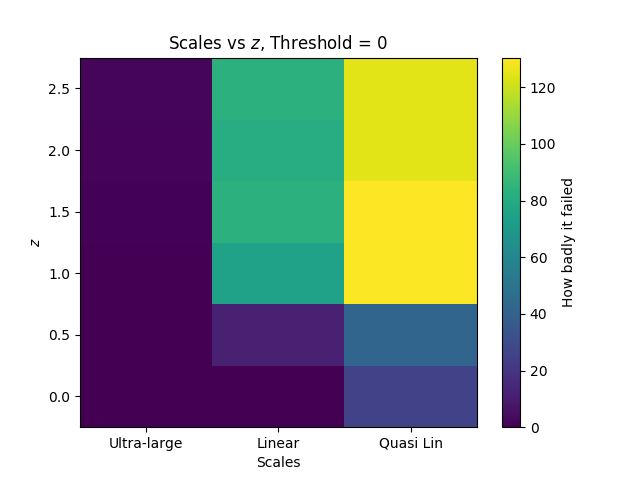 Scales vs z, Threshold = 0
2.5
2.0
1.5
1.0
0.5
0.0
z
Ultra-large Linear Quasi Lin
Scales
120
100
80
60
40
20
0
How badly it failed